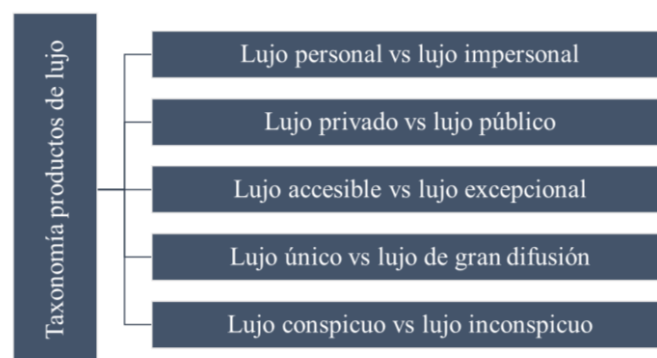 Taxonomía productos de lujo
Lujo personal vs lujo impersonal
Lujo privado vs lujo público
Lujo accesible vs lujo excepcional
Lujo único vs lujo de gran difusión
Lujo conspicuo vs lujo inconspicuo